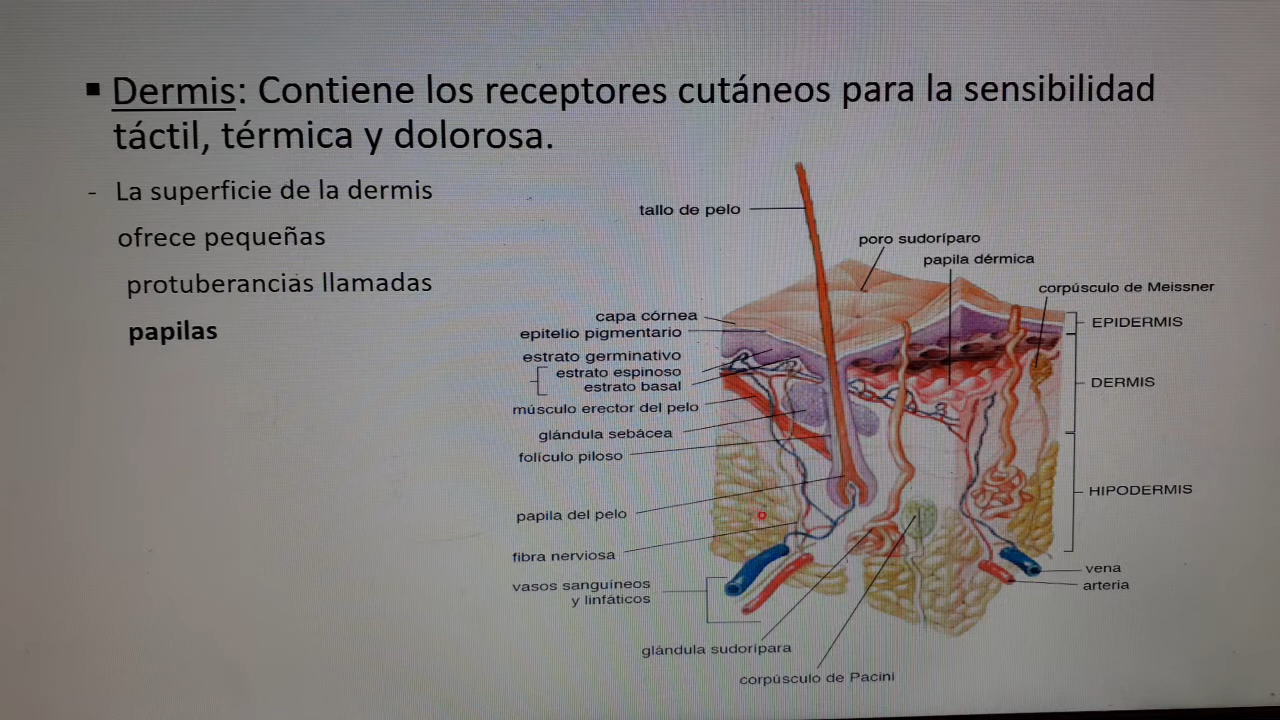 ▪ Dermis: Contiene los receptores cutáneos para la sensibilidad
táctil, térmica y dolorosa.
- La superficie de la dermis
ofrece pequeñas
protuberancias llamadas
papilas
tallo de pelo
poro sudoríparo
papila dérmica
corpúsculo de Meissner
capa córnea
epitelio pigmentario
estrato germinativo
estrato espinoso
estrato basal
músculo erector del pelo
glándula sebácea
folículo piloso
papila del pelo
fibra nerviosa
vasos sanguíneos
y linfáticos
glándula sudorípara
corpúsculo de Pacini
EPIDERMIS
DERMIS
HIPODERMIS
vena
arteria